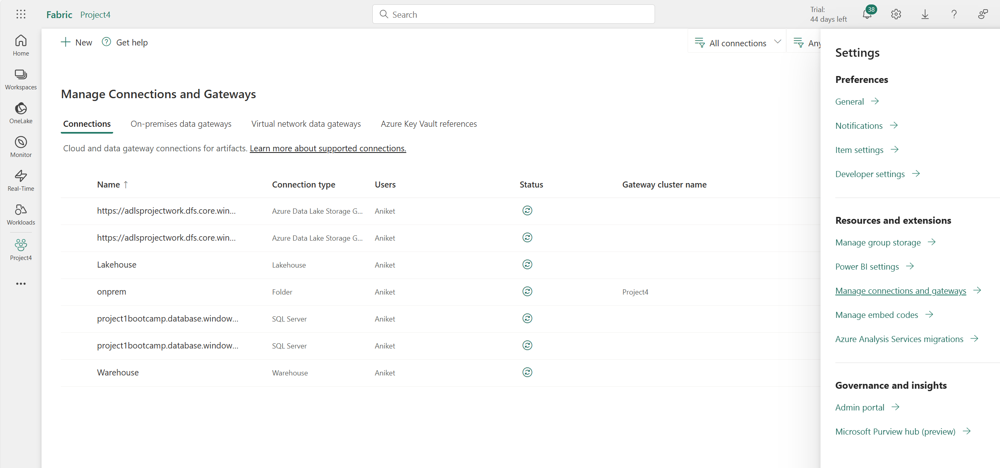 Fabric Project4
Search
Trial:
44 days left
38
Home
Workspaces
OneLake
Monitor
Real-Time
Workloads
Project4
New
Get help
All connections
Any
Manage Connections and Gateways
Connections
On-premises data gateways
Virtual network data gateways
Azure Key Vault references
Cloud and data gateway connections for artifacts. Learn more about supported connections.
Name ↑ Connection type Users Status Gateway cluster name
https://adlsprojectwork.dfs.core.win... Azure Data Lake Storage G... Aniket
https://adlsprojectwork.dfs.core.win... Azure Data Lake Storage G... Aniket
Lakehouse Lakehouse Aniket
onprem Folder Aniket Project4
project1bootcamp.database.window... SQL Server Aniket
project1bootcamp.database.window... SQL Server Aniket
Warehouse Warehouse Aniket
Settings
Preferences
General
Notifications
Item settings
Developer settings
Resources and extensions
Manage group storage
Power BI settings
Manage connections and gateways
Manage embed codes
Azure Analysis Services migrations
Governance and insights
Admin portal
Microsoft Purview hub (preview)